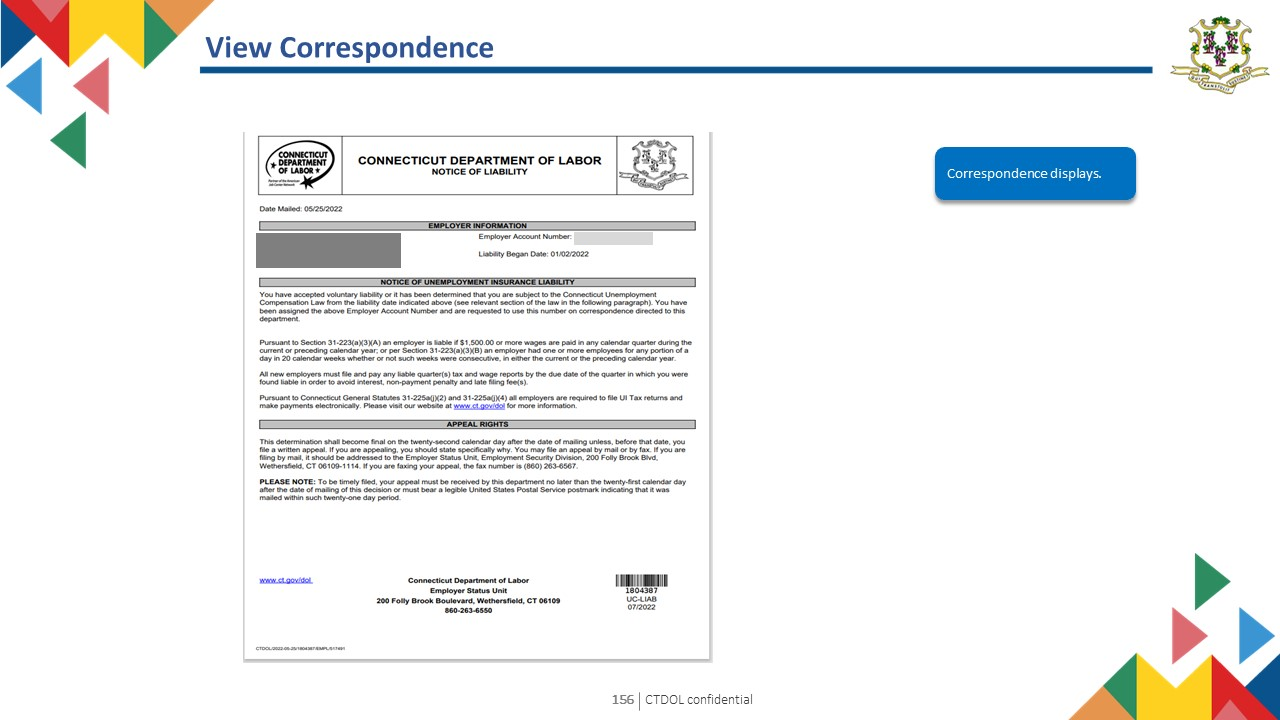 View Correspondence
CONNECTICUT
DEPARTMENT
OF LABOR
CONNECTICUT DEPARTMENT OF LABOR
NOTICE OF LIABILITY
Correspondence displays.
Date Mailed: 05/25/2022
EMPLOYER INFORMATION
Employer Account Number:
Liability Began Date: 01/02/2022
NOTICE OF UNEMPLOYMENT INSURANCE LIABILITY
You have accepted voluntary liability or it has been determined that you are subject to the Connecticut Unemployment
Compensation Law from the liability date indicated above (see relevant section of the law in the following paragraph). You have
been assigned the above Employer Account Number and are requested to use this number on correspondence directed to this
department.
Pursuant to Section 31-223(a)(3)(A) an employer is liable if $1,500.00 or more wages are paid in any calendar quarter during the
current or preceding calendar year; or per Section 31-223(a)(3)(B) an employer had one or more employees for any portion of a
day in 20 calendar weeks whether or not such weeks were consecutive, in either the current or the preceding calendar year.
All new employers must file and pay any liable quarter(s) tax and wage reports by the due date of the quarter in which you were
found liable in order to avoid interest, non-payment penalty and late filing fee(s).
Pursuant to Connecticut General Statutes 31-225a(j)(2) and 31-225a(j)(4) all employers are required to file UI Tax returns and
make payments electronically. Please visit our website at www.ct.gov/dol for more information.
APPEAL RIGHTS
This determination shall become final on the twenty-second calendar day after the date of mailing unless, before that date, you
file a written appeal. If you are appealing, you should state specifically why. You may file an appeal by mail or by fax. If you are
filing by mail, it should be addressed to the Employer Status Unit, Employment Security Division, 200 Folly Brook Blvd,
Wethersfield, CT 06109-1114. If you are faxing your appeal, the fax number is (860) 263-6567.
PLEASE NOTE: To be timely filed, your appeal must be received by this department no later than the twenty-first calendar day
after the date of mailing of this decision or must bear a legible United States Postal Service postmark indicating that it was
mailed within such twenty-one day period.
www.ct.gov/dol
Connecticut Department of Labor
Employer Status Unit
200 Folly Brook Boulevard, Wethersfield, CT 06109
860-263-6550
1804387
UC-LIAB
07/2022
CTDOL/2022-05-25/1804387/EMPL/517491
156 CTDOL confidential